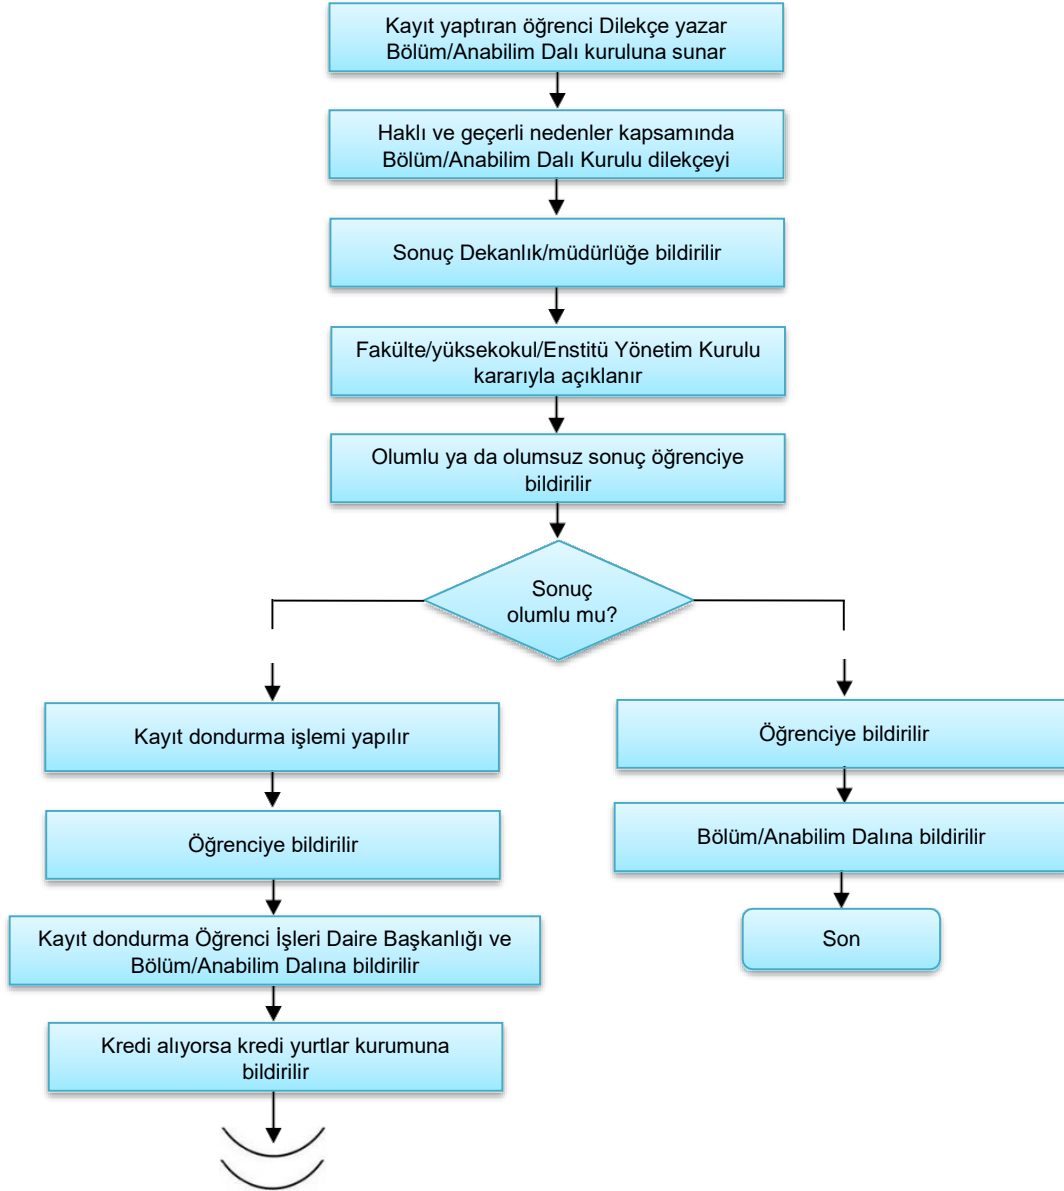 Kayıt yaptıran öğrenci Dilekçe yazar
Bölüm/Anabilim Dalı kuruluna sunar
Haklı ve geçerli nedenler kapsamında
Bölüm/Anabilim Dalı Kurulu dilekçeyi
Sonuç Dekanlık/müdürlüğe bildirilir
Fakülte/yüksekokul/Enstitü Yönetim Kurulu
kararıyla açıklanır
Olumlu ya da olumsuz sonuç öğrenciye
bildirilir
Sonuç
olumlu mu?
Kayıt dondurma işlemi yapılır
Öğrenciye bildirilir
Kayıt dondurma Öğrenci İşleri Daire Başkanlığı ve
Bölüm/Anabilim Dalına bildirilir
Kredi alıyorsa kredi yurtlar kurumuna
bildirilir
Öğrenciye bildirilir
Bölüm/Anabilim Dalına bildirilir
Son